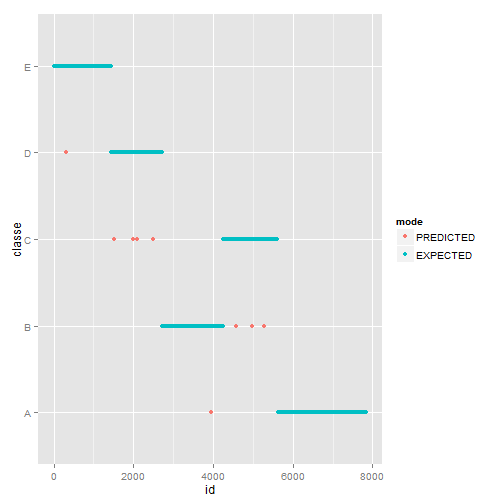 E
D
C
B
A
classe
0
2000
4000
6000
8000
id
mode
PREDICTED
EXPECTED